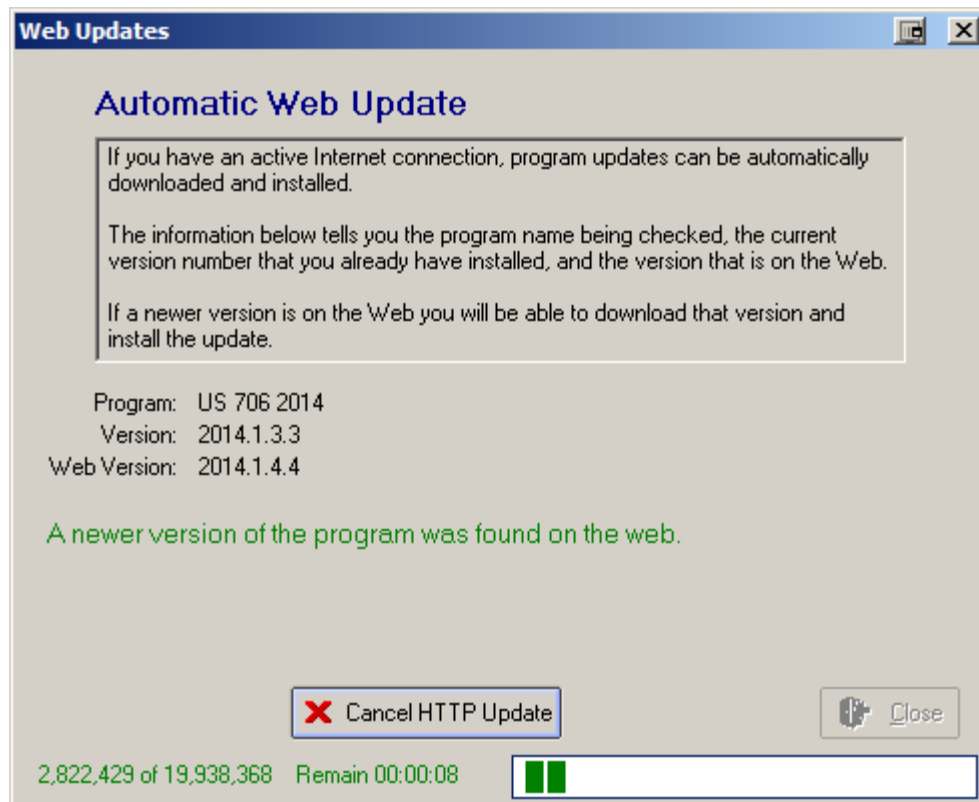 Web Updates
Automatic Web Update
If you have an active Internet connection, program updates can be automatically
downloaded and installed.
The information below tells you the program name being checked, the current
version number that you already have installed, and the version that is on the Web.
If a newer version is on the Web you will be able to download that version and
install the update.
Program: US 706 2014
Version: 2014.1.3.3
Web Version: 2014.1.4.4
A newer version of the program was found on the web.
Cancel HTTP Update
Close
2,822,429 of 19,938,368 Remain 00:00:08